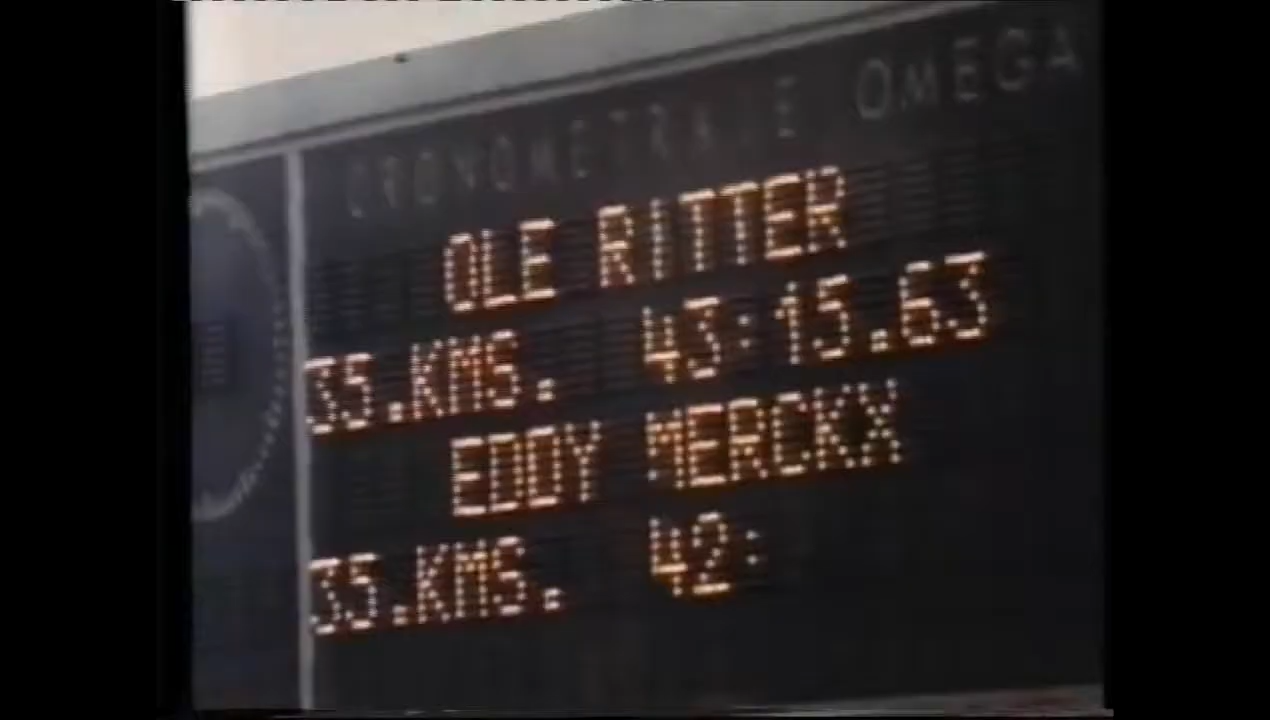 CRONOMETRAJE OMEGA
OLE RITTER
35.KMS. 43:15.63
EDDY MERCKX
35.KMS. 42: